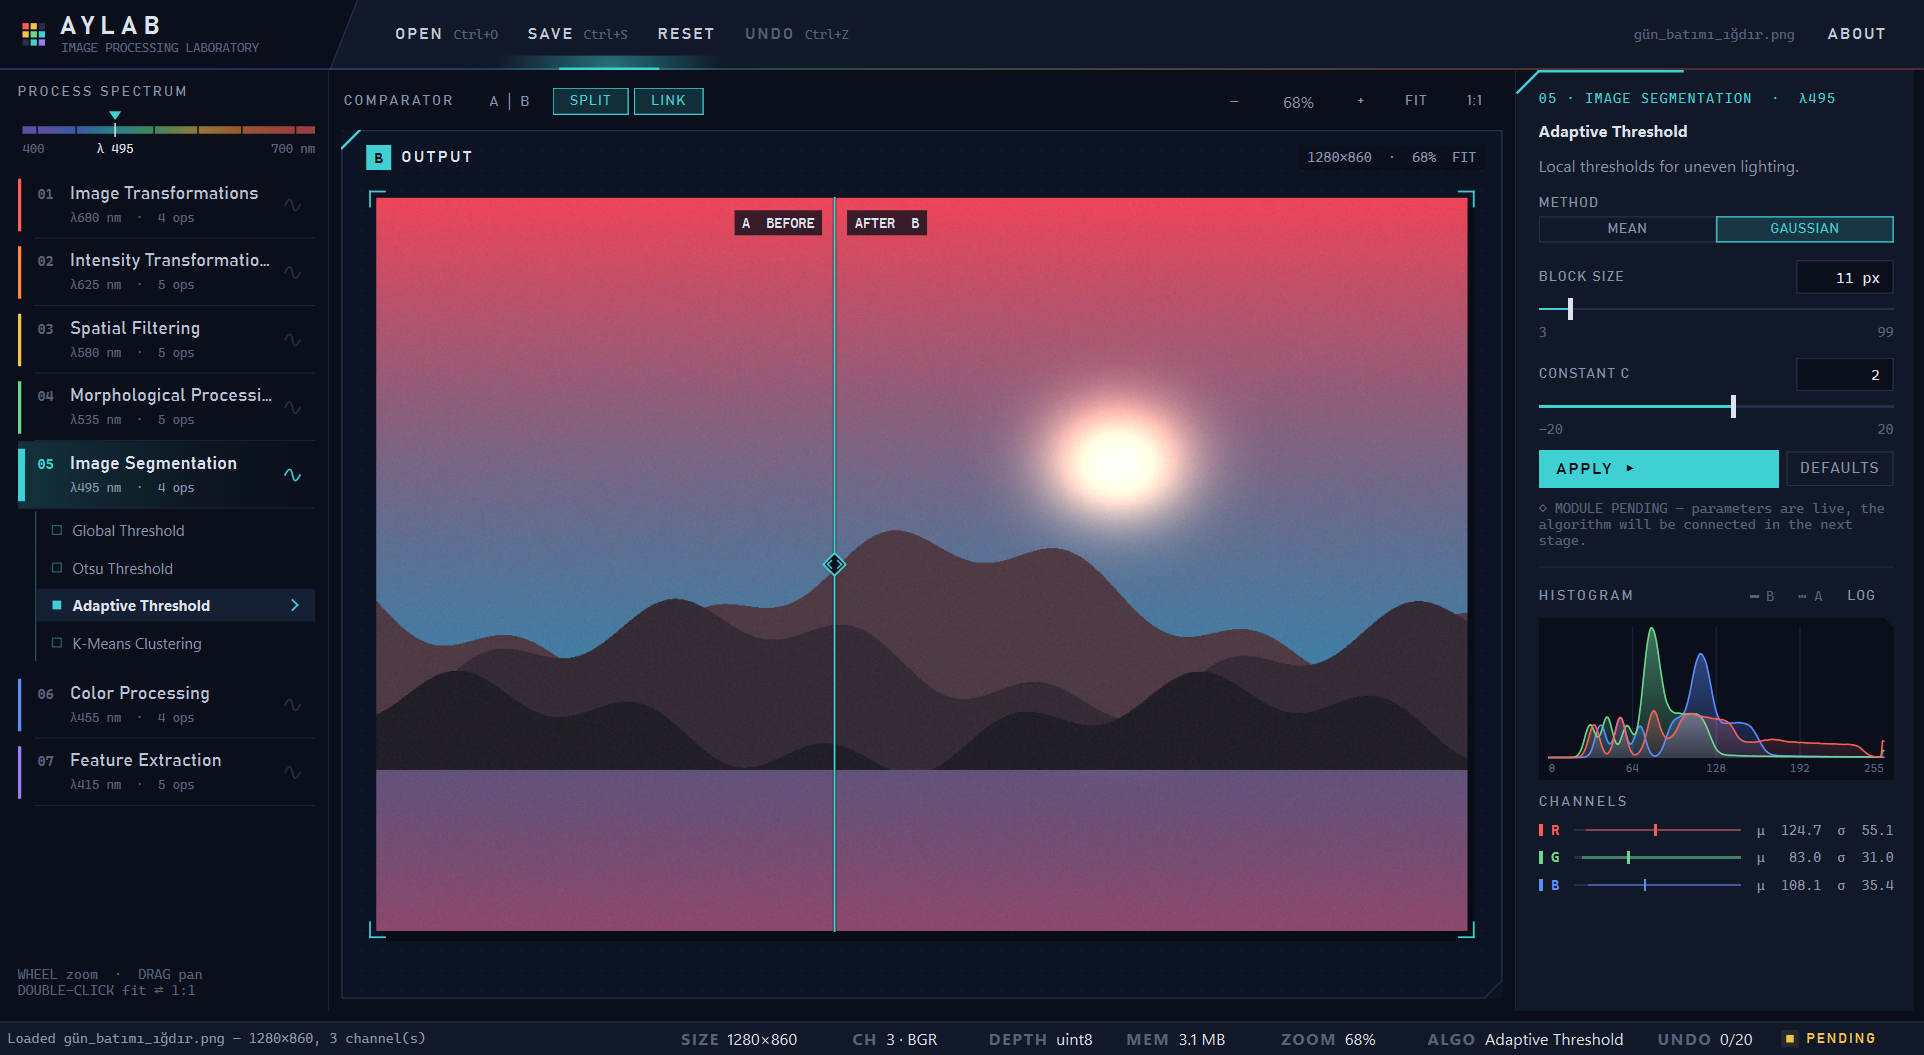 AYLAB
IMAGE PROCESSING LABORATORY
OPEN Ctrl+O SAVE Ctrl+S RESET UNDO Ctrl+Z
gün_batımı_ığdır.png ABOUT
PROCESS SPECTRUM
400 λ 495 700 nm
01 Image Transformations
λ680 nm · 4 ops
02 Intensity Transformatio...
λ625 nm · 5 ops
03 Spatial Filtering
λ580 nm · 5 ops
04 Morphological Processi...
λ535 nm · 5 ops
05 Image Segmentation
λ495 nm · 4 ops
Global Threshold
Otsu Threshold
Adaptive Threshold
K-Means Clustering
06 Color Processing
λ455 nm · 4 ops
07 Feature Extraction
λ415 nm · 5 ops
WHEEL zoom · DRAG pan
DOUBLE-CLICK fit ⇄ 1:1
COMPARATOR A | B SPLIT LINK − 68% + FIT 1:1
B OUTPUT 1280×860 · 68% FIT
A BEFORE AFTER B
05 · IMAGE SEGMENTATION · λ495
Adaptive Threshold
Local thresholds for uneven lighting.
METHOD
MEAN GAUSSIAN
BLOCK SIZE 11 px
3 99
CONSTANT C 2
−20 20
APPLY ▸ DEFAULTS
◇ MODULE PENDING — parameters are live, the
algorithm will be connected in the next
stage.
HISTOGRAM B A LOG
0 64 128 192 255
CHANNELS
R μ 124.7 σ 55.1
G μ 83.0 σ 31.0
B μ 108.1 σ 35.4
Loaded gün_batımı_ığdır.png — 1280×860, 3 channel(s) SIZE 1280×860 CH 3 · BGR DEPTH uint8 MEM 3.1 MB ZOOM 68% ALGO Adaptive Threshold UNDO 0/20 PENDING